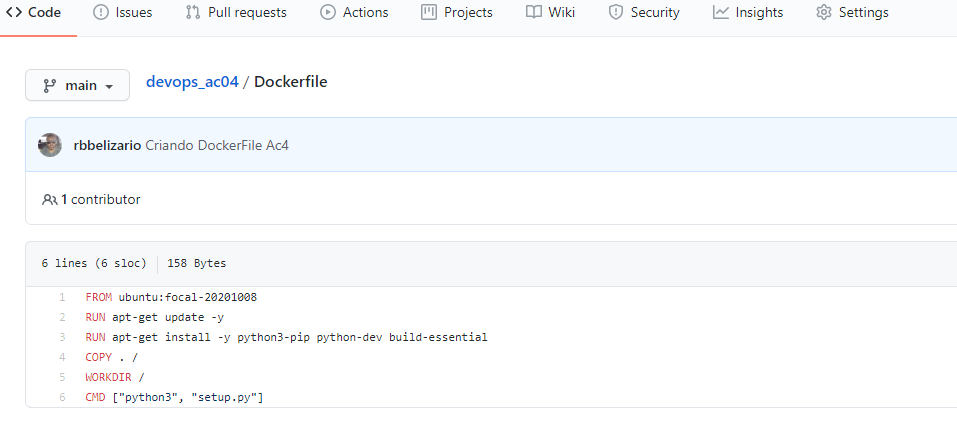 Code Issues Pull requests Actions Projects Wiki Security Insights Settings
main devops_ac04 / Dockerfile
rbbelizario Criando DockerFile Ac4
1 contributor
6 lines (6 sloc) 158 Bytes
1 FROM ubuntu:focal-20201008
2 RUN apt-get update -y
3 RUN apt-get install -y python3-pip python-dev build-essential
4 COPY . /
5 WORKDIR /
6 CMD ["python3", "setup.py"]